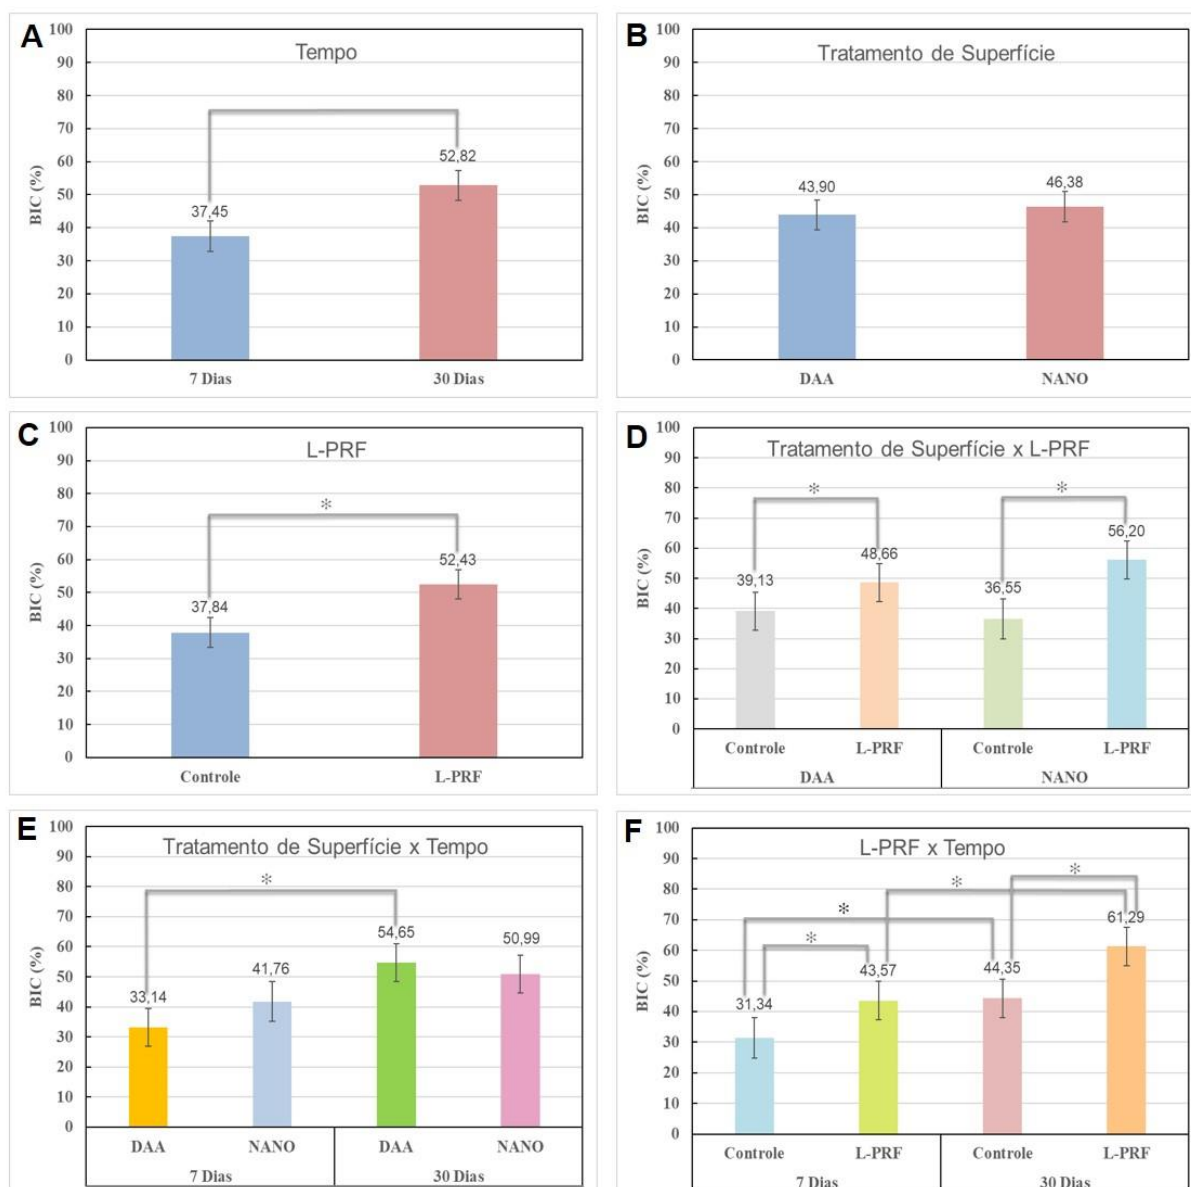 A
Tempo
BIC (%)
100
90
80
70
60
50
40
30
20
10
0
37,45
52,82
7 Dias
30 Dias
B
Tratamento de Superfície
BIC (%)
100
90
80
70
60
50
40
30
20
10
0
43,90
46,38
DAA
NANO
C
L-PRF
BIC (%)
100
90
80
70
60
50
40
30
20
10
0
*
37,84
52,43
Controle
L-PRF
D
Tratamento de Superfície x L-PRF
BIC (%)
100
90
80
70
60
50
40
30
20
10
0
* *
39,13
48,66
36,55
56,20
Controle L-PRF Controle L-PRF
DAA NANO
E
Tratamento de Superfície x Tempo
BIC (%)
100
90
80
70
60
50
40
30
20
10
0
*
33,14
41,76
54,65
50,99
DAA NANO DAA NANO
7 Dias 30 Dias
F
L-PRF x Tempo
BIC (%)
100
90
80
70
60
50
40
30
20
10
0
* * * *
31,34
43,57
44,35
61,29
Controle L-PRF Controle L-PRF
7 Dias 30 Dias